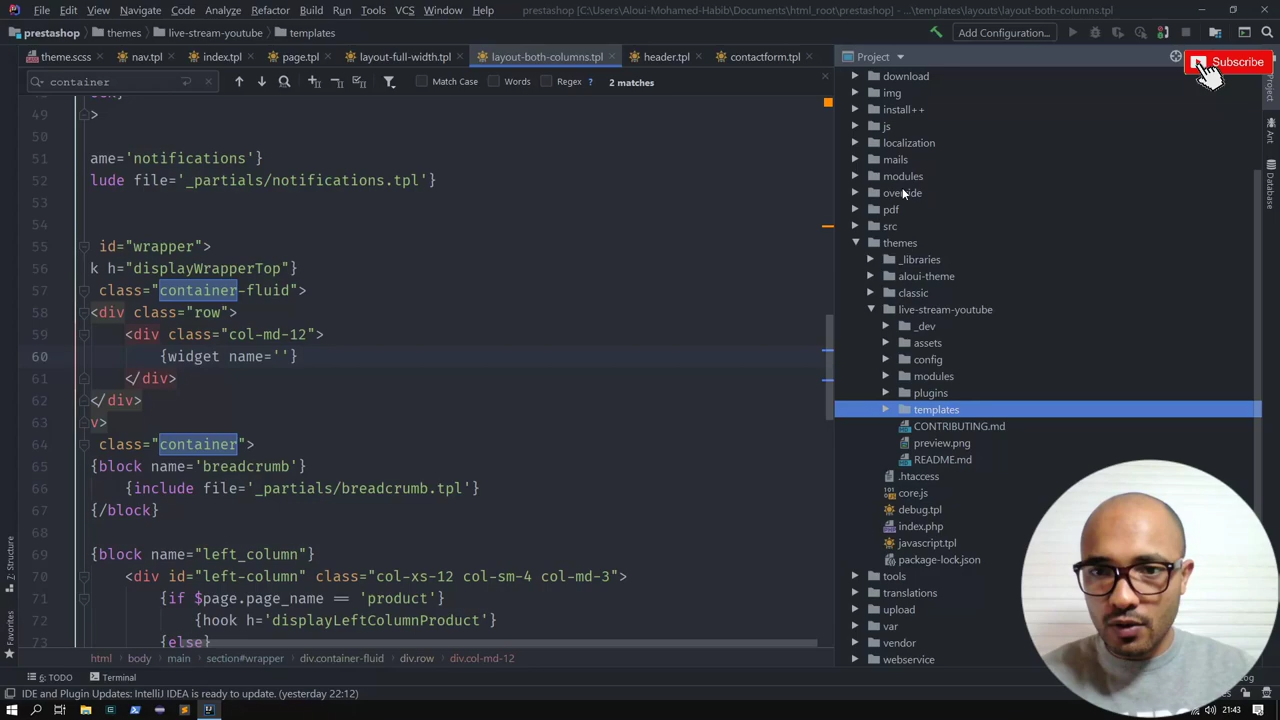 File Edit View Navigate Code Analyze Refactor Build Run Tools VCS Window Help prestashop [C:\Users\Aloui-Mohamed-Habib\Documents\html_root\prestashop] - ...\templates\layouts\layout-both-columns.tpl
prestashop themes live-stream-youtube templates Add Configuration...
theme.scss nav.tpl index.tpl page.tpl layout-full-width.tpl layout-both-columns.tpl header.tpl contactform.tpl
container Match Case Words Regex ? 2 matches
49 >
50
51 ame='notifications'}
52 lude file='_partials/notifications.tpl'}
53
54
55 id="wrapper">
56 k h="displayWrapperTop"}
57 class="container-fluid">
58 <div class="row">
59 <div class="col-md-12">
60 {widget name=''}
61 </div>
62 </div>
63 v>
64 class="container">
65 {block name='breadcrumb'}
66 {include file='_partials/breadcrumb.tpl'}
67 {/block}
68
69 {block name="left_column"}
70 <div id="left-column" class="col-xs-12 col-sm-4 col-md-3">
71 {if $page.page_name == 'product'}
72 {hook h='displayLeftColumnProduct'}
73 {else}
html body main section#wrapper div.container-fluid div.row div.col-md-12
Project
Subscribe
download
img
install++
js
localization
mails
modules
override
pdf
src
themes
_libraries
aloui-theme
classic
live-stream-youtube
_dev
assets
config
modules
plugins
templates
CONTRIBUTING.md
preview.png
README.md
.htaccess
core.js
debug.tpl
index.php
javascript.tpl
package-lock.json
tools
translations
upload
var
vendor
webservice
Project
Ant
Database
Z: Structure
Favorites
6: TODO Terminal
IDE and Plugin Updates: IntelliJ IDEA is ready to update. (yesterday 22:12)
21:43